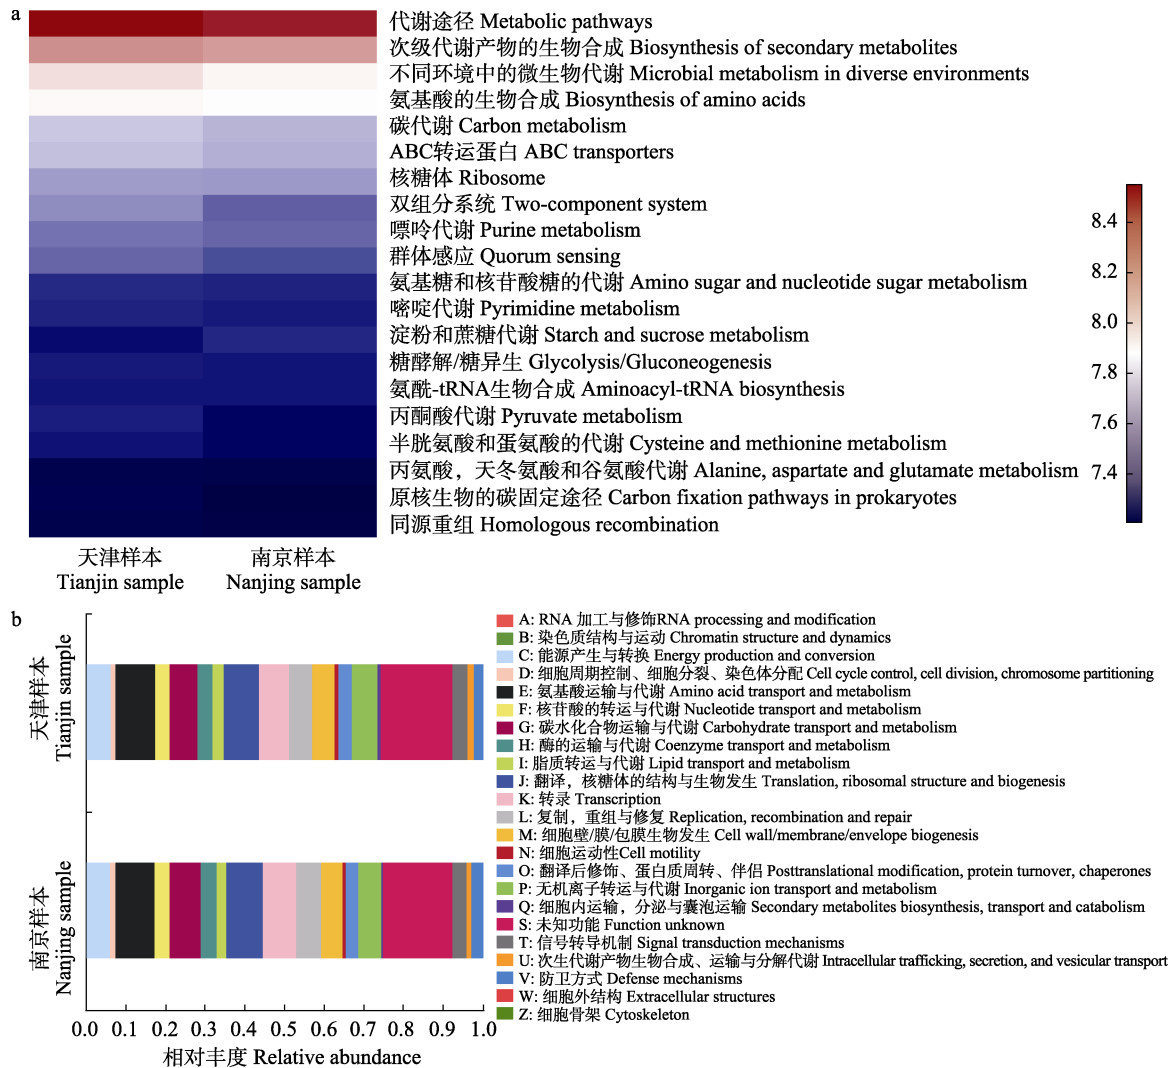 a
代谢途径 Metabolic pathways
次级代谢产物的生物合成 Biosynthesis of secondary metabolites
不同环境中的微生物代谢 Microbial metabolism in diverse environments
氨基酸的生物合成 Biosynthesis of amino acids
碳代谢 Carbon metabolism
ABC转运蛋白 ABC transporters
核糖体 Ribosome
双组分系统 Two-component system
嘌呤代谢 Purine metabolism
群体感应 Quorum sensing
氨基糖和核苷酸糖的代谢 Amino sugar and nucleotide sugar metabolism
嘧啶代谢 Pyrimidine metabolism
淀粉和蔗糖代谢 Starch and sucrose metabolism
糖酵解/糖异生 Glycolysis/Gluconeogenesis
氨酰-tRNA生物合成 Aminoacyl-tRNA biosynthesis
丙酮酸代谢 Pyruvate metabolism
半胱氨酸和蛋氨酸的代谢 Cysteine and methionine metabolism
丙氨酸，天冬氨酸和谷氨酸代谢 Alanine, aspartate and glutamate metabolism
原核生物的碳固定途径 Carbon fixation pathways in prokaryotes
同源重组 Homologous recombination
8.4
8.2
8.0
7.8
7.6
7.4
天津样本
Tianjin sample
南京样本
Nanjing sample
b
天津样本
Tianjin sample
南京样本
Nanjing sample
0.0 0.1 0.2 0.3 0.4 0.5 0.6 0.7 0.8 0.9 1.0
相对丰度 Relative abundance
A: RNA 加工与修饰RNA processing and modification
B: 染色质结构与运动 Chromatin structure and dynamics
C: 能源产生与转换 Energy production and conversion
D: 细胞周期控制、细胞分裂、染色体分配 Cell cycle control, cell division, chromosome partitioning
E: 氨基酸运输与代谢 Amino acid transport and metabolism
F: 核苷酸的转运与代谢 Nucleotide transport and metabolism
G: 碳水化合物运输与代谢 Carbohydrate transport and metabolism
H: 酶的运输与代谢 Coenzyme transport and metabolism
I: 脂质转运与代谢 Lipid transport and metabolism
J: 翻译，核糖体的结构与生物发生 Translation, ribosomal structure and biogenesis
K: 转录 Transcription
L: 复制，重组与修复 Replication, recombination and repair
M: 细胞壁/膜/包膜生物发生 Cell wall/membrane/envelope biogenesis
N: 细胞运动性Cell motility
O: 翻译后修饰、蛋白质周转、伴侣 Posttranslational modification, protein turnover, chaperones
P: 无机离子转运与代谢 Inorganic ion transport and metabolism
Q: 细胞内运输，分泌与囊泡运输 Secondary metabolites biosynthesis, transport and catabolism
S: 未知功能 Function unknown
T: 信号转导机制 Signal transduction mechanisms
U: 次生代谢产物生物合成、运输与分解代谢 Intracellular trafficking, secretion, and vesicular transport
V: 防卫方式 Defense mechanisms
W: 细胞外结构 Extracellular structures
Z: 细胞骨架 Cytoskeleton